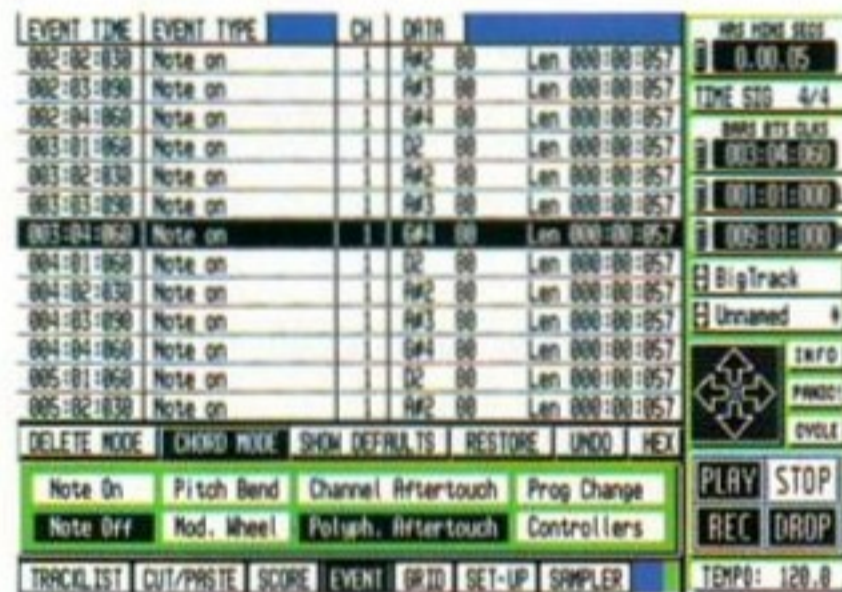 EVENT TIME EVENT TYPE CH DATA
002:02:030 Note on 1 A#2 80 Len 000:00:057
002:03:090 Note on 1 A#3 80 Len 000:00:057
002:04:060 Note on 1 G#4 80 Len 000:00:057
003:01:060 Note on 1 D2 80 Len 000:00:057
003:02:030 Note on 1 A#2 80 Len 000:00:057
003:03:090 Note on 1 A#3 80 Len 000:00:057
003:04:060 Note on 1 G#4 80 Len 000:00:057
004:01:060 Note on 1 D2 80 Len 000:00:057
004:02:030 Note on 1 A#2 80 Len 000:00:057
004:03:090 Note on 1 A#3 80 Len 000:00:057
004:04:060 Note on 1 G#4 80 Len 000:00:057
005:01:060 Note on 1 D2 80 Len 000:00:057
005:02:030 Note on 1 A#2 80 Len 000:00:057
DELETE MODE CHORD MODE SHOW DEFAULTS RESTORE UNDO HEX
Note On Pitch Bend Channel Aftertouch Prog Change
Note Off Mod. Wheel Polyph. Aftertouch Controllers
TRACKLIST CUT/PASTE SCORE EVENT GRID SET-UP SAMPLER
HRS MINS SECS
0.00.05
TIME SIG 4/4
BARS BTS CLKS
003:04:060
001:01:000
009:01:000
BigTrack
Unnamed
INFO
PANIC!
CYCLE
PLAY STOP
REC DROP
TEMPO: 120.0